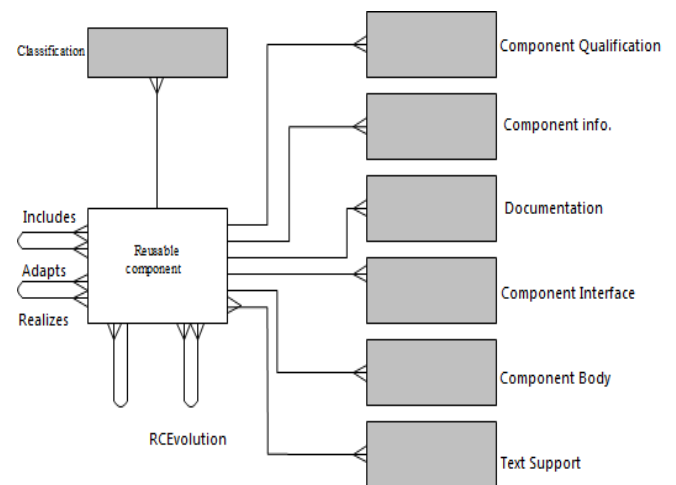 Classification
Component Qualification
Component info.
Documentation
Includes
Reusable
component
Adapts
Component Interface
Realizes
Component Body
RCEvolution
Text Support